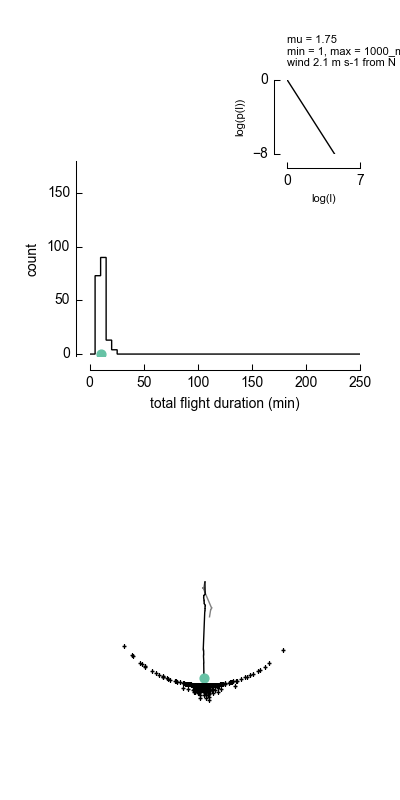 mu = 1.75
min = 1, max = 1000_m
wind 2.1 m s-1 from N
log(p(l))
0
−8
0 7
log(l)
count
150
100
50
0
0 50 100 150 200 250
total flight duration (min)